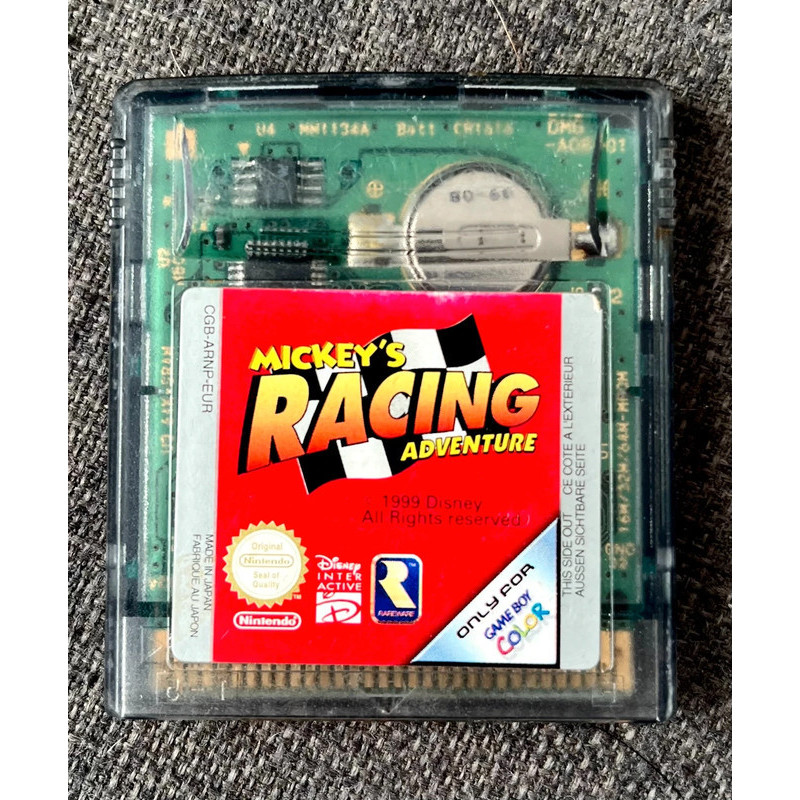 U4 MM1134A Batt CR1616
DMG
CGB-ARNP-EUR
MICKEY'S
RACING
ADVENTURE
1999 Disney
All Rights reserved
MADE IN JAPAN
FABRIQUE AU JAPON
Original
Nintendo
Seal of
Quality
TM
Nintendo
DISNEY
INTER
ACTIVE
D
R
RAREWARE
ONLY FOR
GAME BOY
COLOR
THIS SIDE OUT CE COTE A L'EXTERIEUR
AUSSEN SICHTBARE SEITE